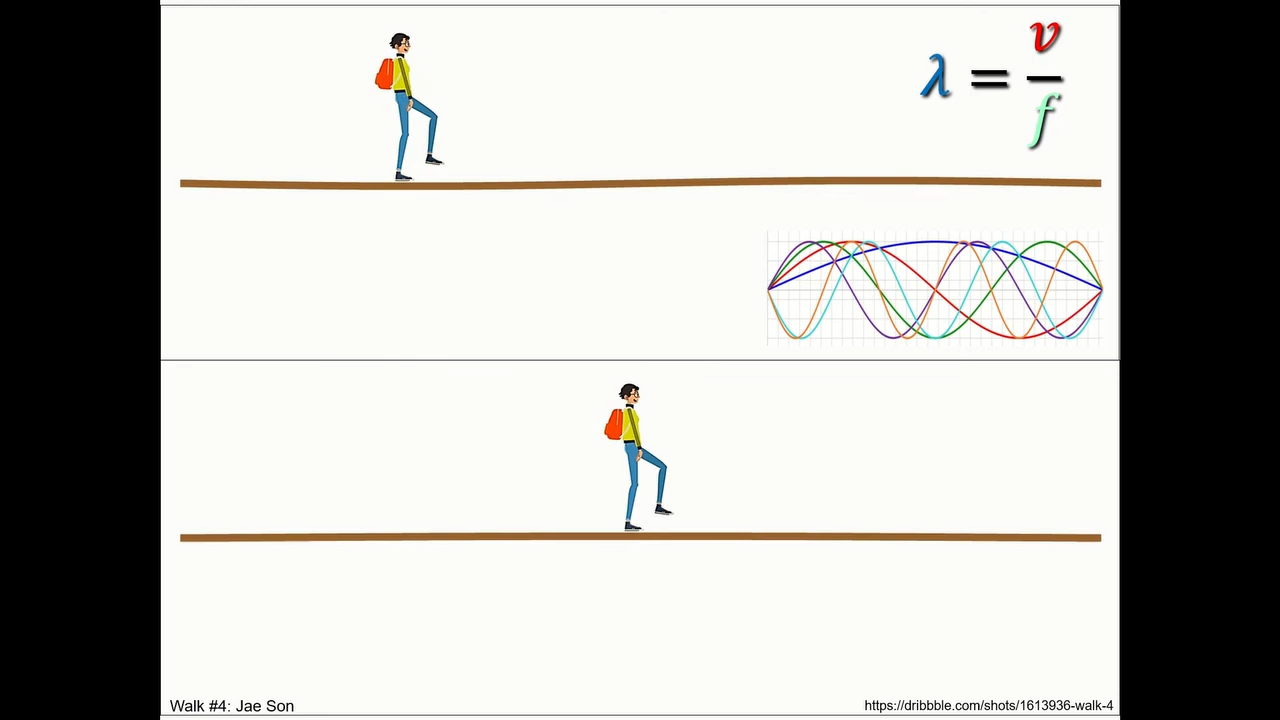 λ = v/f
Walk #4: Jae Son
https://dribbble.com/shots/1613936-walk-4